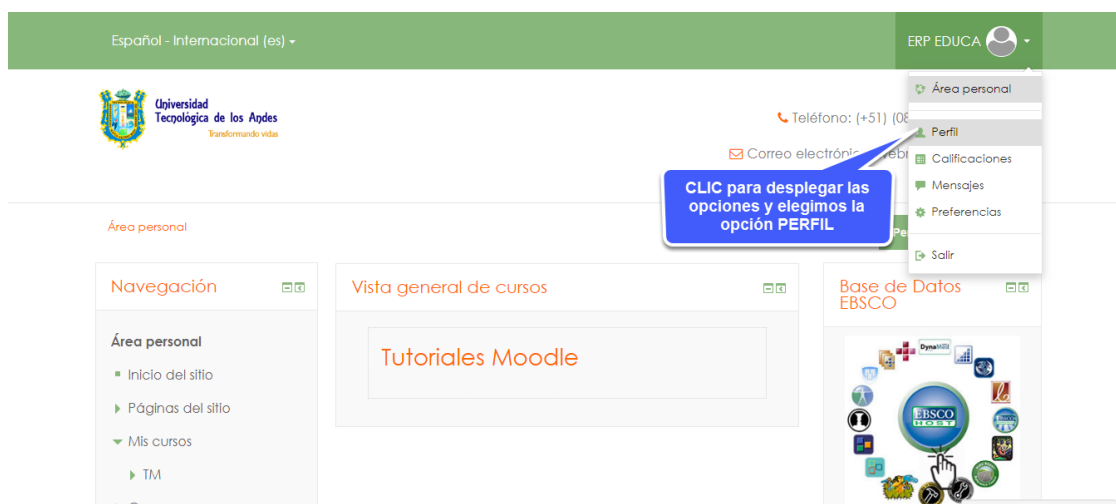 Español - Internacional (es)
ERP EDUCA
Área personal
Universidad
Tecnológica de los Andes
Transformando vidas
Teléfono: (+51) (08
Perfil
Correo
Calificaciones
CLIC para desplegar las
opciones y elegimos la
opción PERFIL
Mensajes
Preferencias
Salir
Área personal
Navegación
Vista general de cursos
Base de Datos
EBSCO
Área personal
Tutoriales Moodle
Inicio del sitio
Páginas del sitio
Mis cursos
TM
DynaMed
EBSCO
HOST